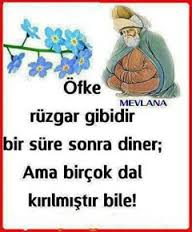 Öfke
MEVLANA
rüzgar gibidir
bir süre sonra diner;
Ama birçok dal
kırılmıştır bile!